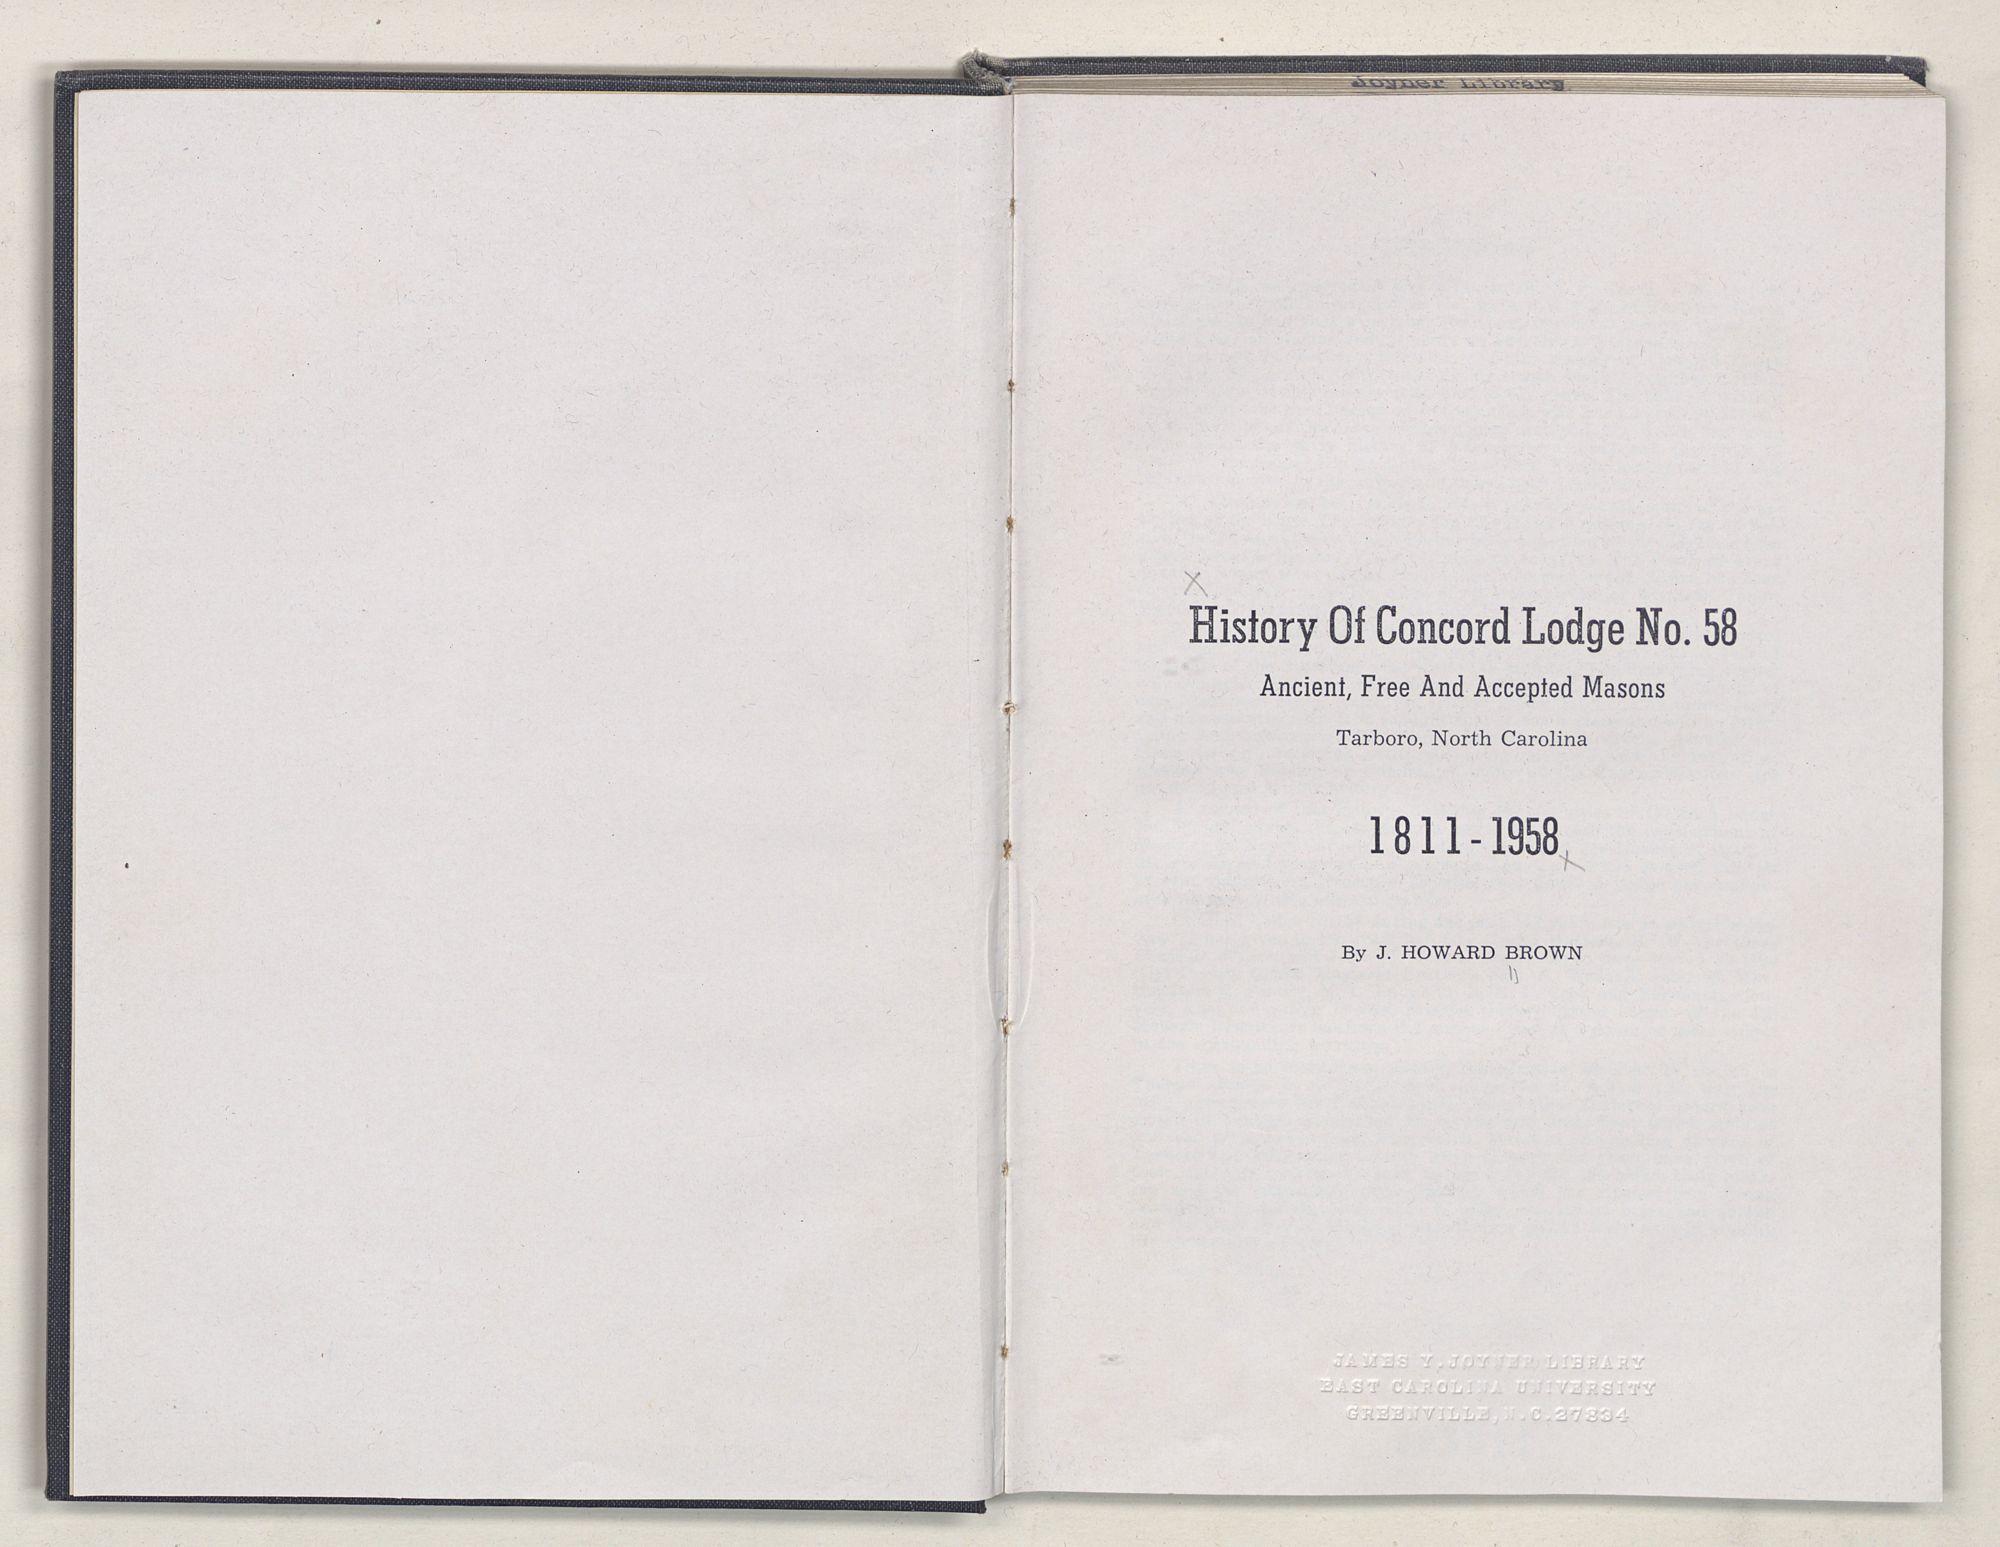 Joyner Library
History Of Concord Lodge No. 58
Ancient, Free And Accepted Masons
Tarboro, North Carolina
1811-1958
By J. HOWARD BROWN
JAMES Y. JOYNER LIBRARY
EAST CAROLINA UNIVERSITY
GREENVILLE, N.C. 27834